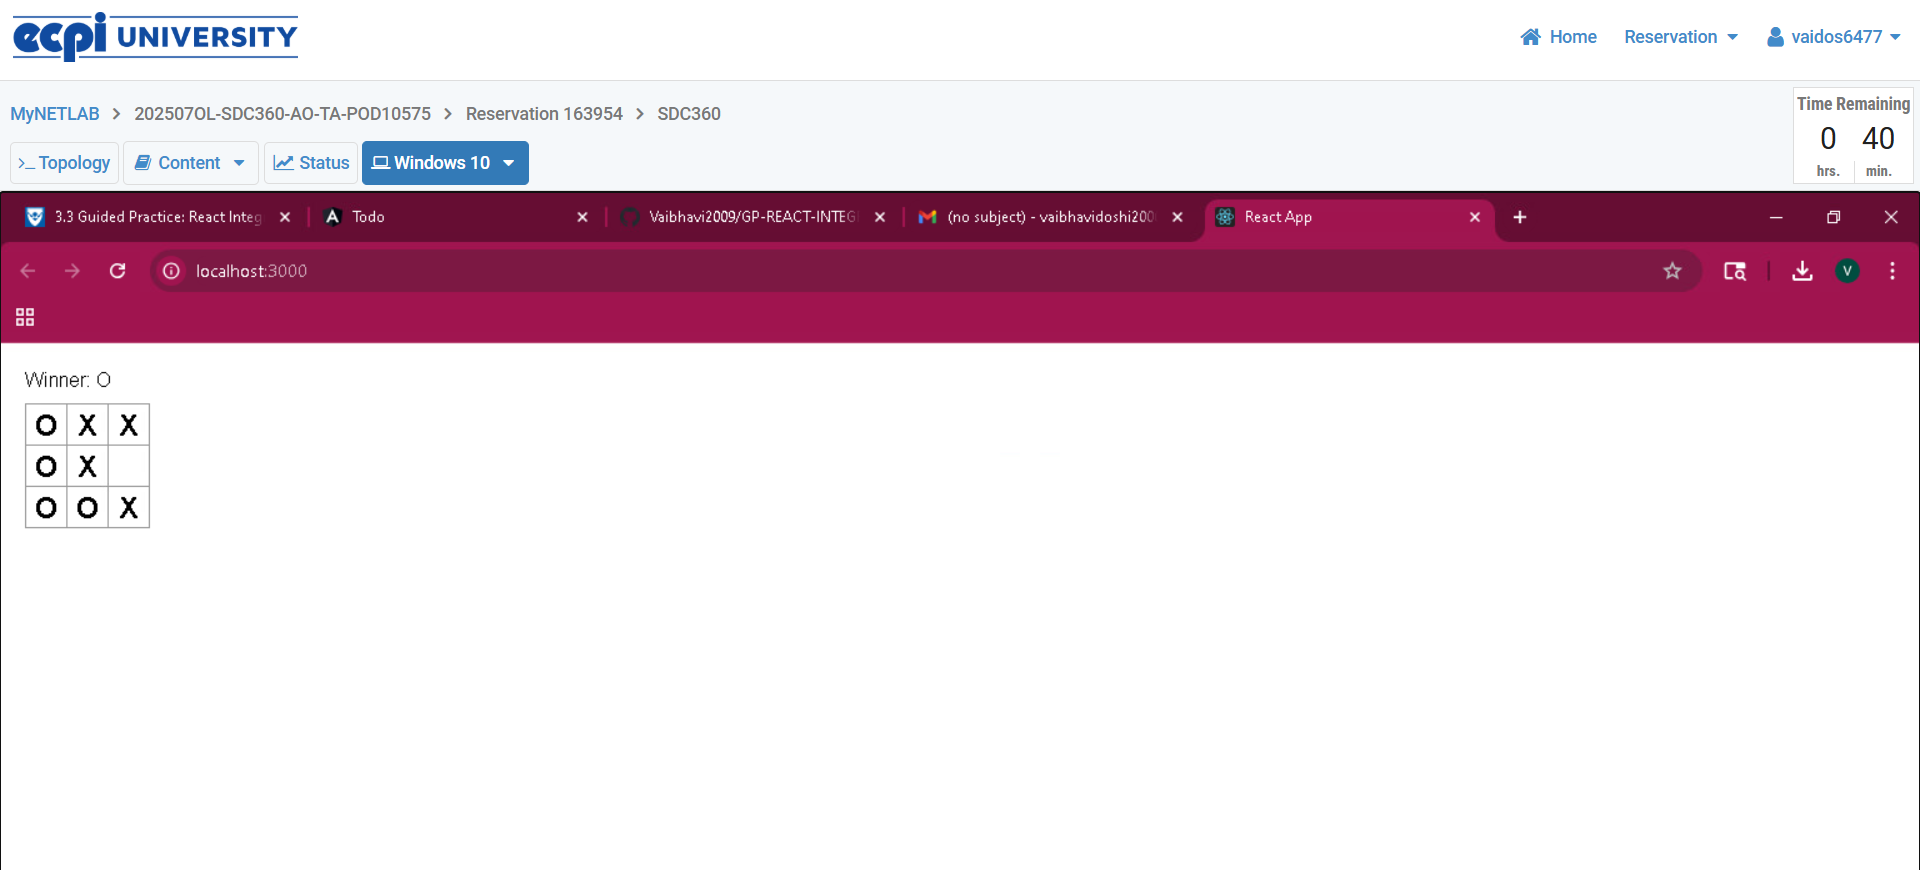 ecpi UNIVERSITY
Home Reservation vaidos6477
MyNETLAB > 202507OL-SDC360-AO-TA-POD10575 > Reservation 163954 > SDC360
Time Remaining
0 40
hrs. min.
>_ Topology Content Status Windows 10
3.3 Guided Practice: React Integ Todo Vaibhavi2009/GP-REACT-INTEG (no subject) - vaibhavidoshi200 React App
localhost:3000
V
Winner: O
O X X
O X
O O X